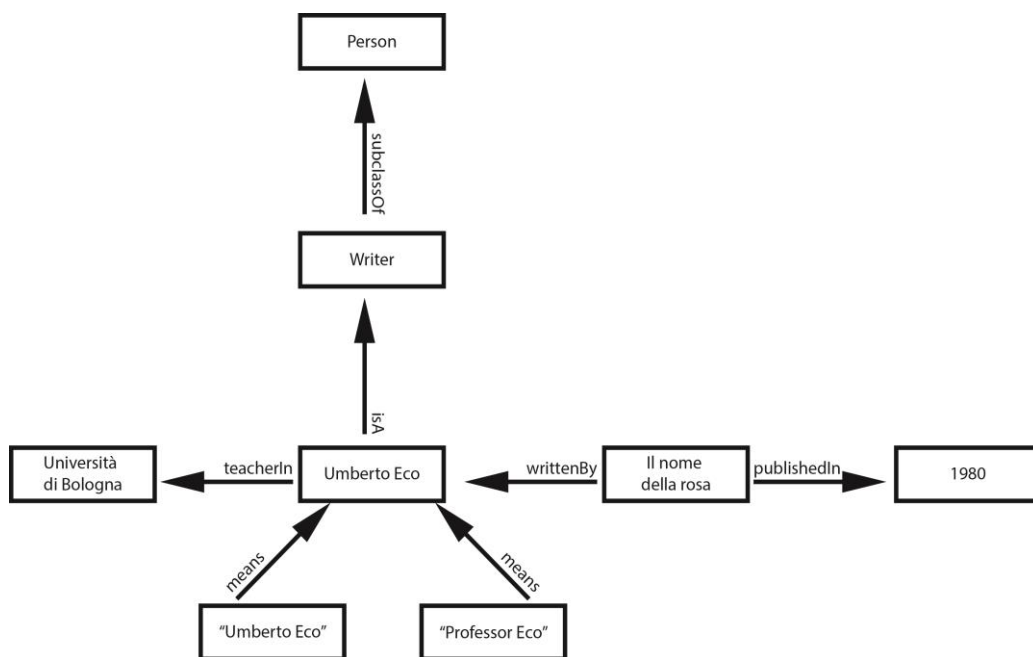 Person
subclassOf
Writer
isA
Università
di Bologna
teacherIn
Umberto Eco
writtenBy
Il nome
della rosa
publishedIn
1980
means
means
“Umberto Eco”
“Professor Eco”